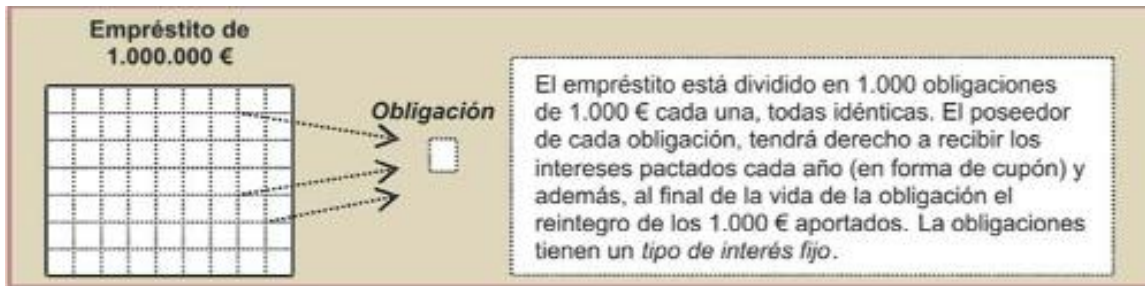 Empréstito de
1.000.000 €
Obligación
El empréstito está dividido en 1.000 obligaciones
de 1.000 € cada una, todas idénticas. El poseedor
de cada obligación, tendrá derecho a recibir los
intereses pactados cada año (en forma de cupón) y
además, al final de la vida de la obligación el
reintegro de los 1.000 € aportados. La obligaciones
tienen un tipo de interés fijo.